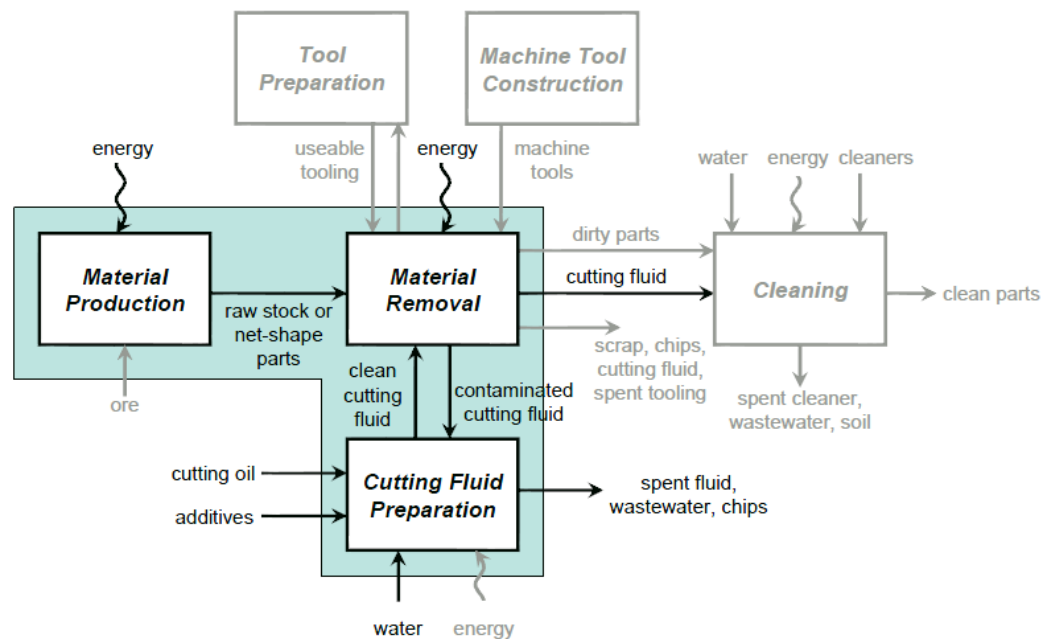 Tool
Preparation
Machine Tool
Construction
energy
useable
tooling
energy
machine
tools
water
energy
cleaners
Material
Production
raw stock or
net-shape
parts
Material
Removal
dirty parts
cutting fluid
Cleaning
clean parts
scrap, chips,
cutting fluid,
spent tooling
ore
clean
cutting
fluid
contaminated
cutting fluid
spent cleaner,
wastewater, soil
cutting oil
additives
Cutting Fluid
Preparation
spent fluid,
wastewater, chips
water
energy